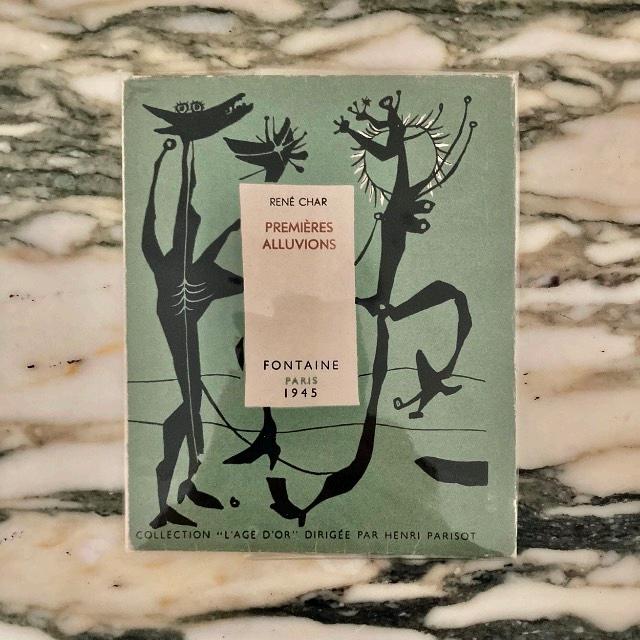 RENÉ CHAR
PREMIÈRES
ALLUVIONS
FONTAINE
PARIS
1945
COLLECTION "L'AGE D'OR" DIRIGÉE PAR HENRI PARISOT